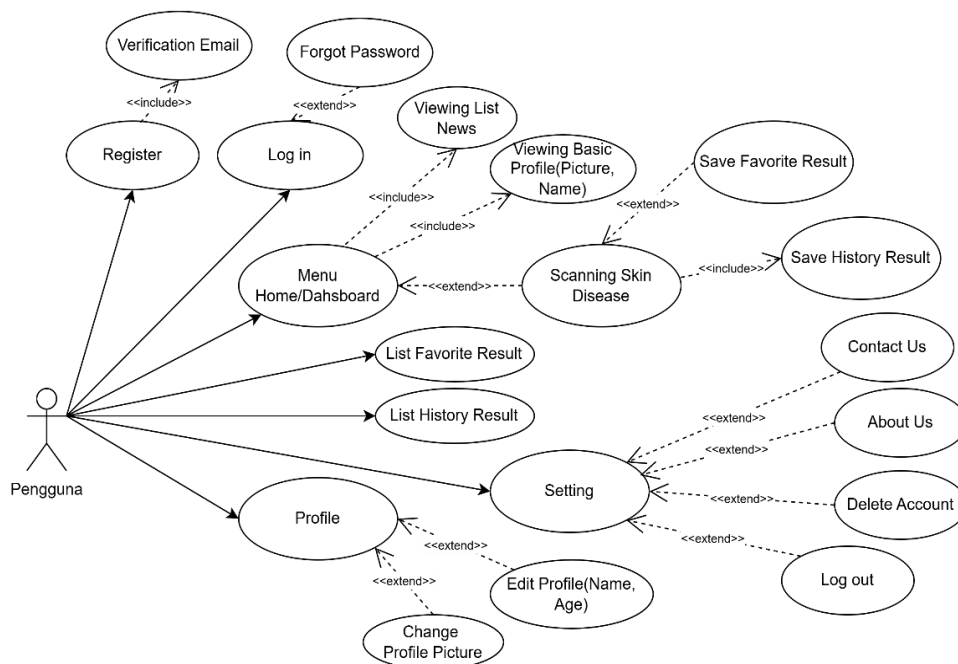 Verification Email
Forgot Password
<<include>>
<<extend>>
Register
Log in
Viewing List
News
Viewing Basic
Profile(Picture,
Name)
Save Favorite Result
<<include>>
<<include>>
<<extend>>
Menu
Home/Dahsboard
<<extend>>
Scanning Skin
Disease
<<include>>
Save History Result
List Favorite Result
List History Result
Contact Us
<<extend>>
About Us
<<extend>>
Setting
<<extend>>
Delete Account
<<extend>>
Log out
Pengguna
Profile
<<extend>>
Edit Profile(Name,
Age)
<<extend>>
Change
Profile Picture